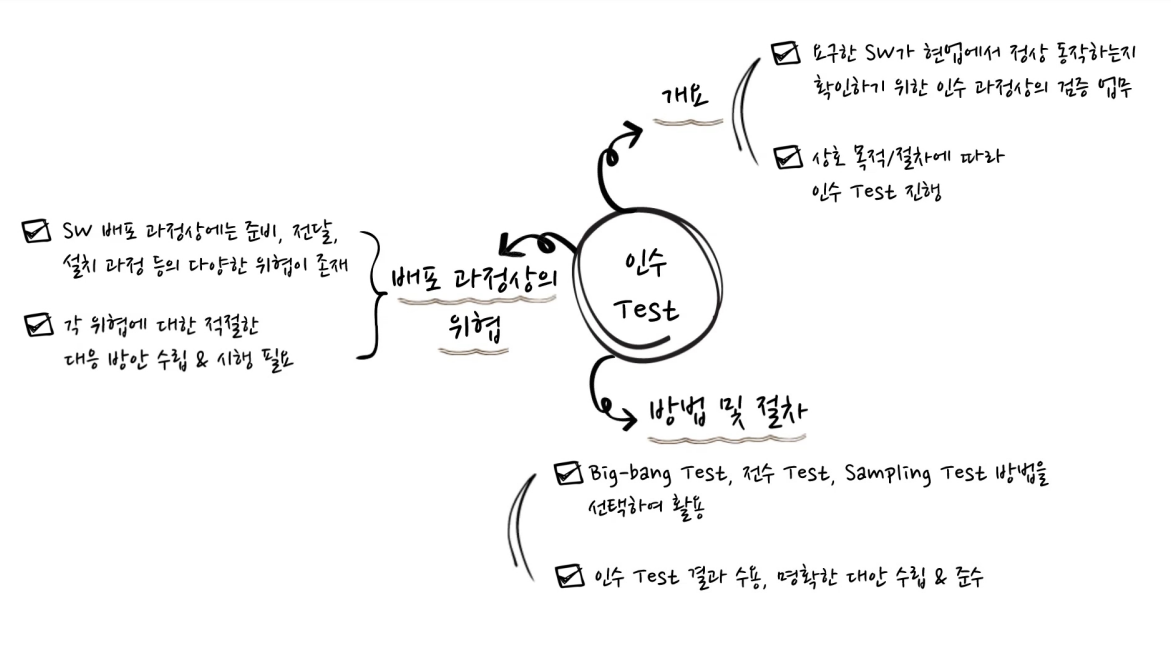 인수
Test
개요
요구한 SW가 현업에서 정상 동작하는지
확인하기 위한 인수 과정상의 검증 업무
상호 목적/절차에 따라
인수 Test 진행
배포 과정상의
위협
SW 배포 과정상에는 준비, 전달,
설치 과정 등의 다양한 위협이 존재
각 위협에 대한 적절한
대응 방안 수립 & 시행 필요
방법 및 절차
Big-bang Test, 전수 Test, Sampling Test 방법을
선택하여 활용
인수 Test 결과 수용, 명확한 대안 수립 & 준수